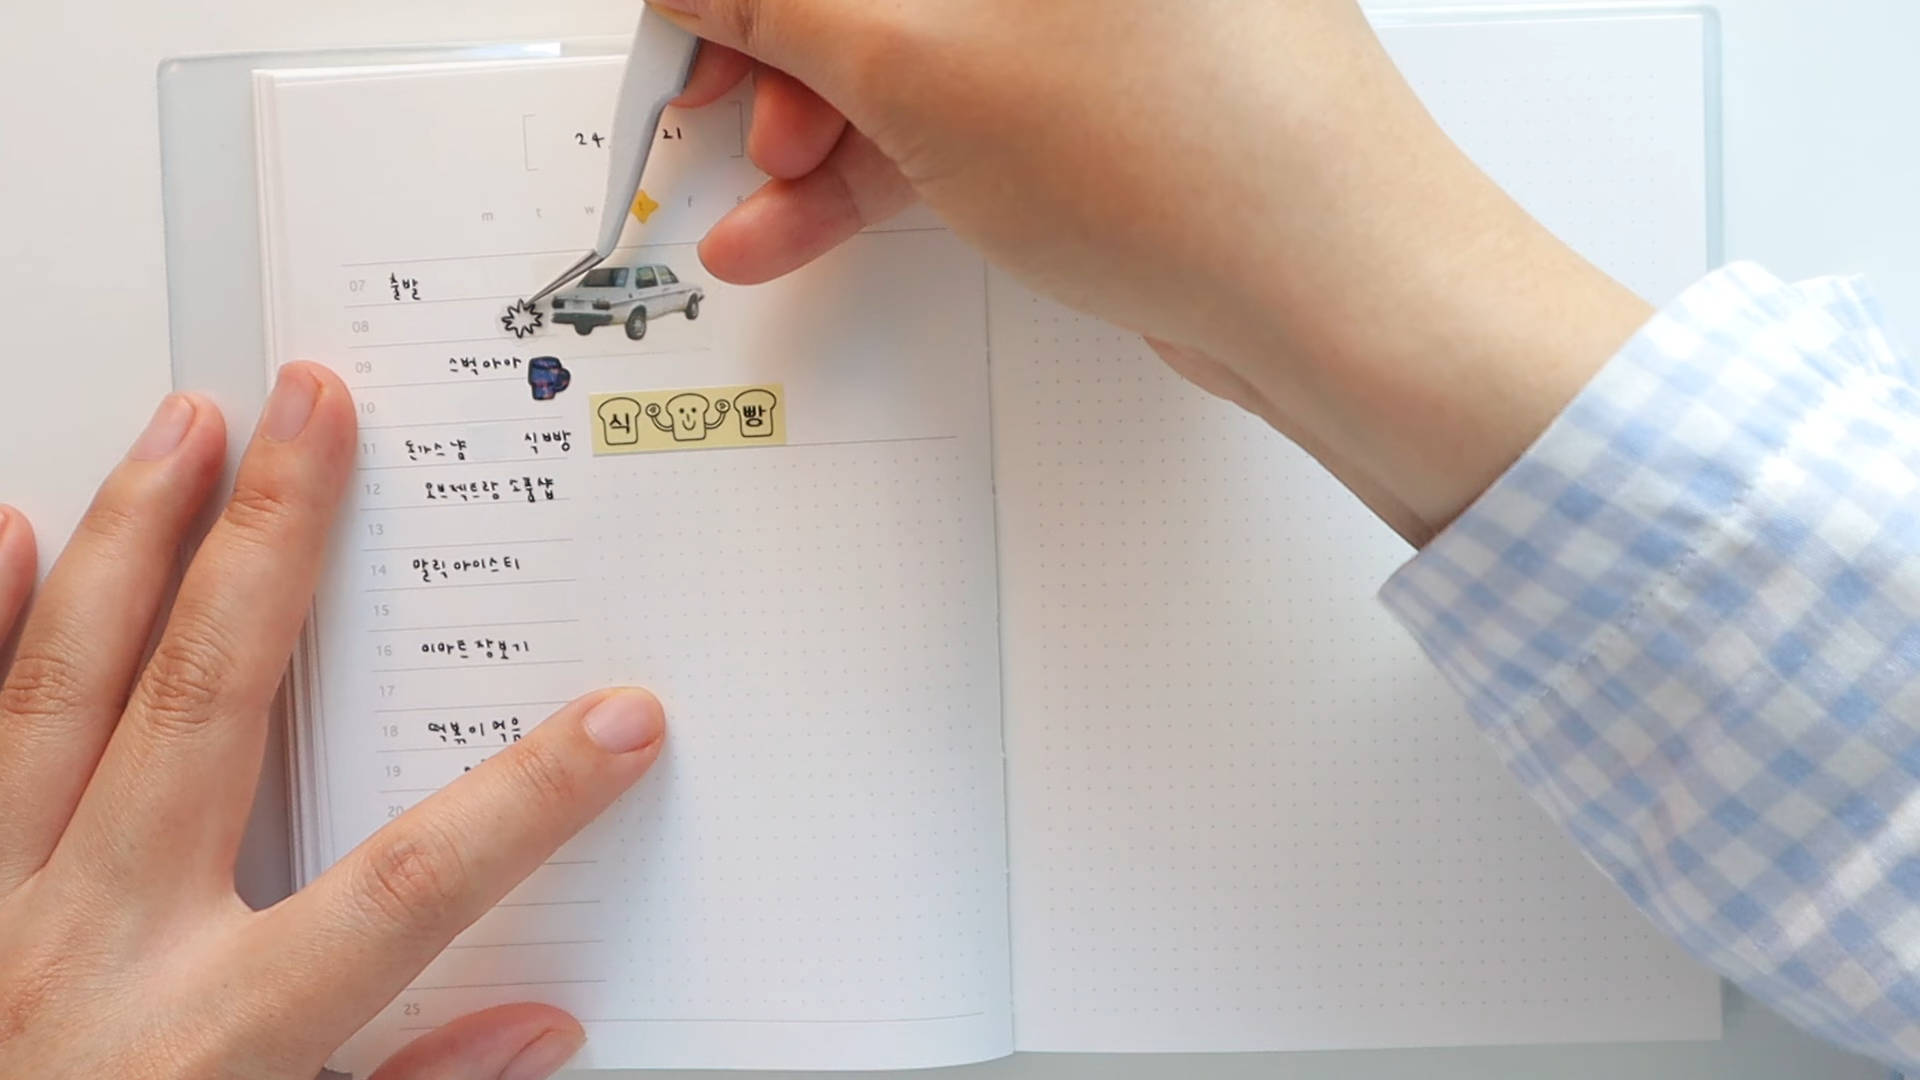 24. 21
m t w t f s
07 출발
08
09 스벅 아아
10
식 빵
11 돈가스 냠 식빵
12 오브젝트랑 소품샵
13
14 말릭 아이스티
15
16 이마트 장보기
17
18 떡볶이 먹음
19
20
25